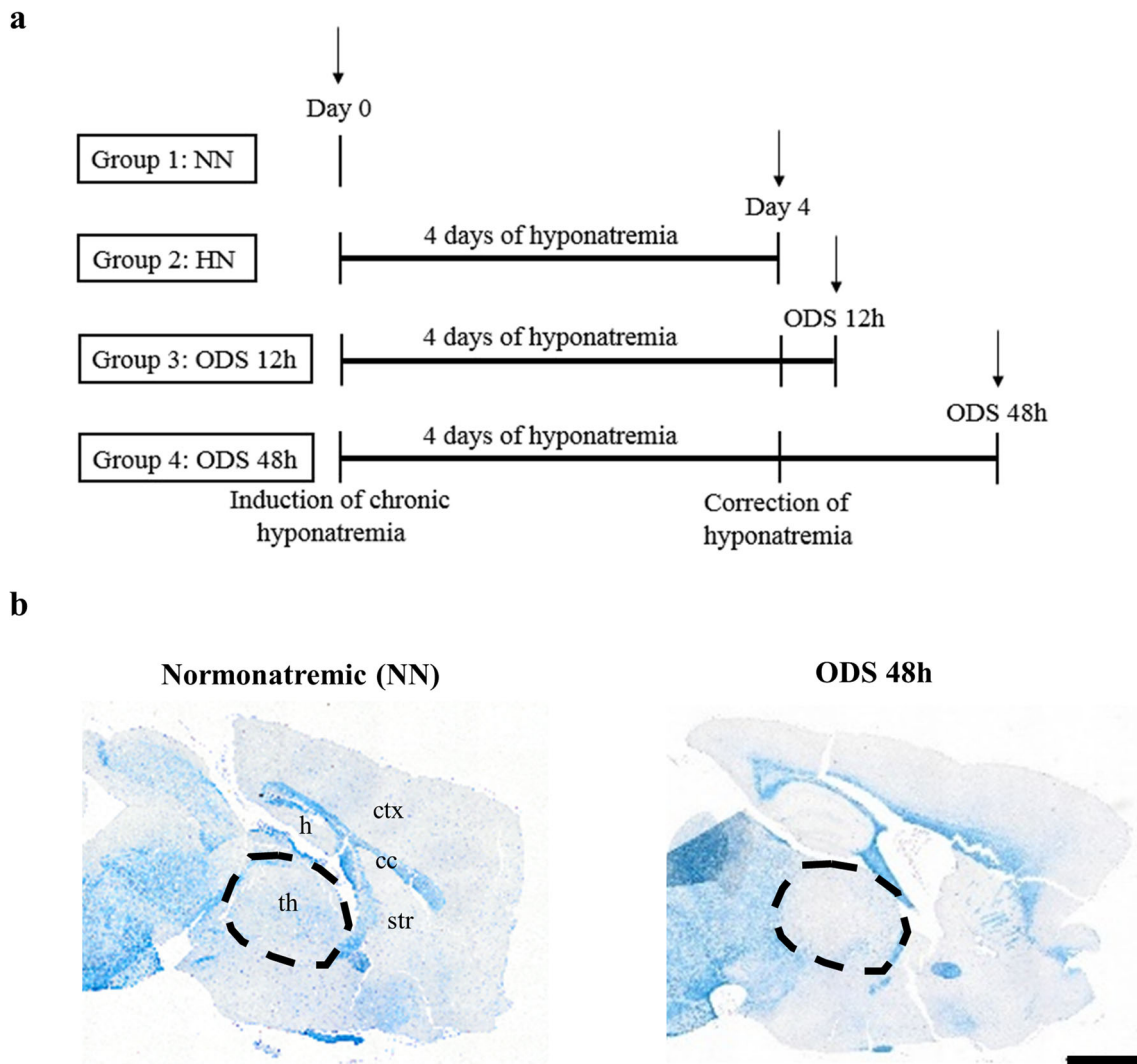 a
Day 0
Group 1: NN
Day 4
Group 2: HN
4 days of hyponatremia
ODS 12h
Group 3: ODS 12h
4 days of hyponatremia
ODS 48h
Group 4: ODS 48h
4 days of hyponatremia
Induction of chronic
hyponatremia
Correction of
hyponatremia
b
Normonatremic (NN)
ODS 48h
ctx
h
cc
th
str